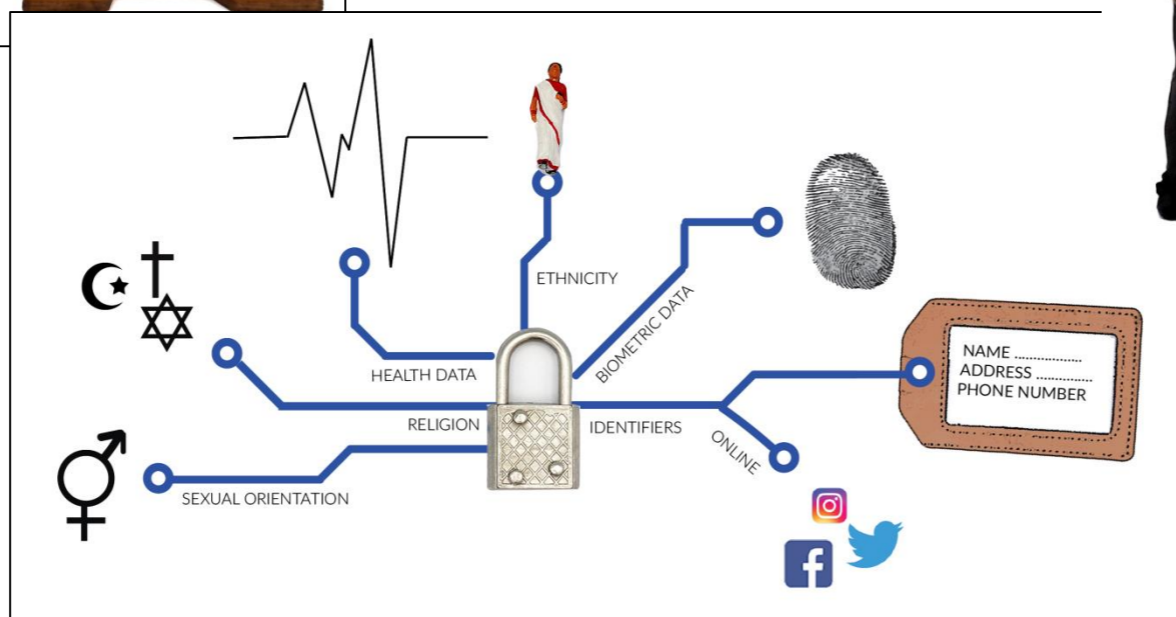 ETHNICITY
BIOMETRIC DATA
HEALTH DATA
NAME ................
ADDRESS .............
PHONE NUMBER
RELIGION
IDENTIFIERS
ONLINE
SEXUAL ORIENTATION
f